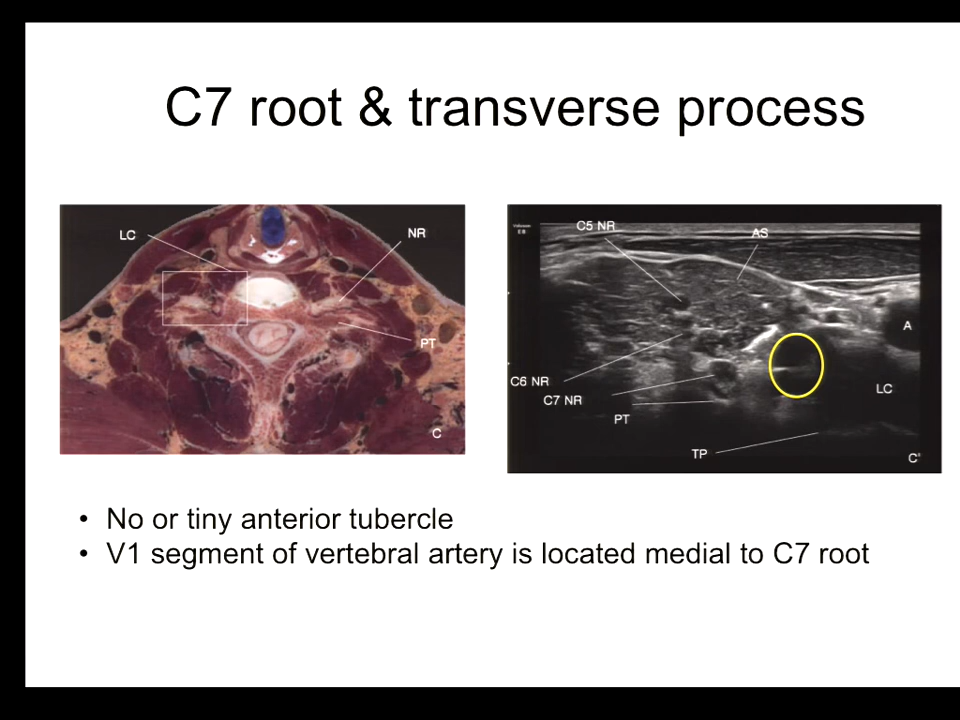 C7 root & transverse process
LC
NR
PT
C
C5 NR
AS
A
C6 NR
C7 NR
LC
PT
TP
C
• No or tiny anterior tubercle
• V1 segment of vertebral artery is located medial to C7 root